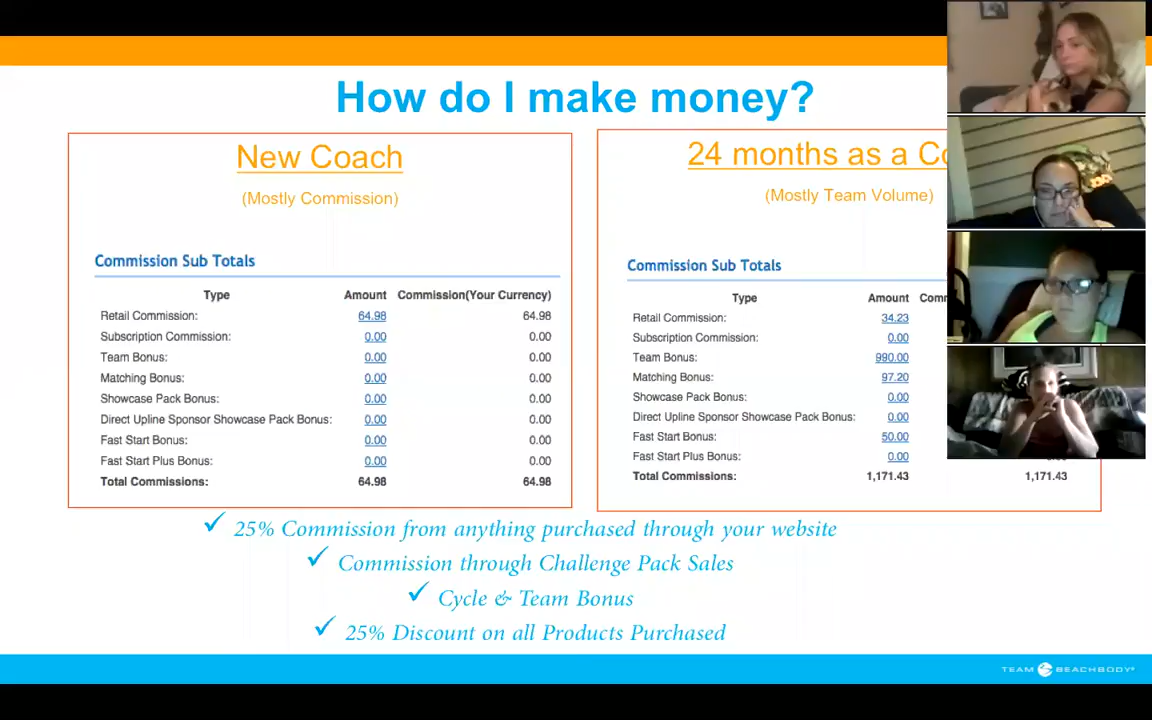 How do I make money?
New Coach
(Mostly Commission)
Commission Sub Totals
Type Amount Commission(Your Currency)
Retail Commission: 64.98 64.98
Subscription Commission: 0.00 0.00
Team Bonus: 0.00 0.00
Matching Bonus: 0.00 0.00
Showcase Pack Bonus: 0.00 0.00
Direct Upline Sponsor Showcase Pack Bonus: 0.00 0.00
Fast Start Bonus: 0.00 0.00
Fast Start Plus Bonus: 0.00 0.00
Total Commissions: 64.98 64.98
24 months as a Co
(Mostly Team Volume)
Commission Sub Totals
Type Amount Com
Retail Commission: 34.23
Subscription Commission: 0.00
Team Bonus: 990.00
Matching Bonus: 97.20
Showcase Pack Bonus: 0.00
Direct Upline Sponsor Showcase Pack Bonus: 0.00
Fast Start Bonus: 50.00
Fast Start Plus Bonus: 0.00
Total Commissions: 1,171.43 1,171.43
25% Commission from anything purchased through your website
Commission through Challenge Pack Sales
Cycle & Team Bonus
25% Discount on all Products Purchased
TEAM BEACHBODY